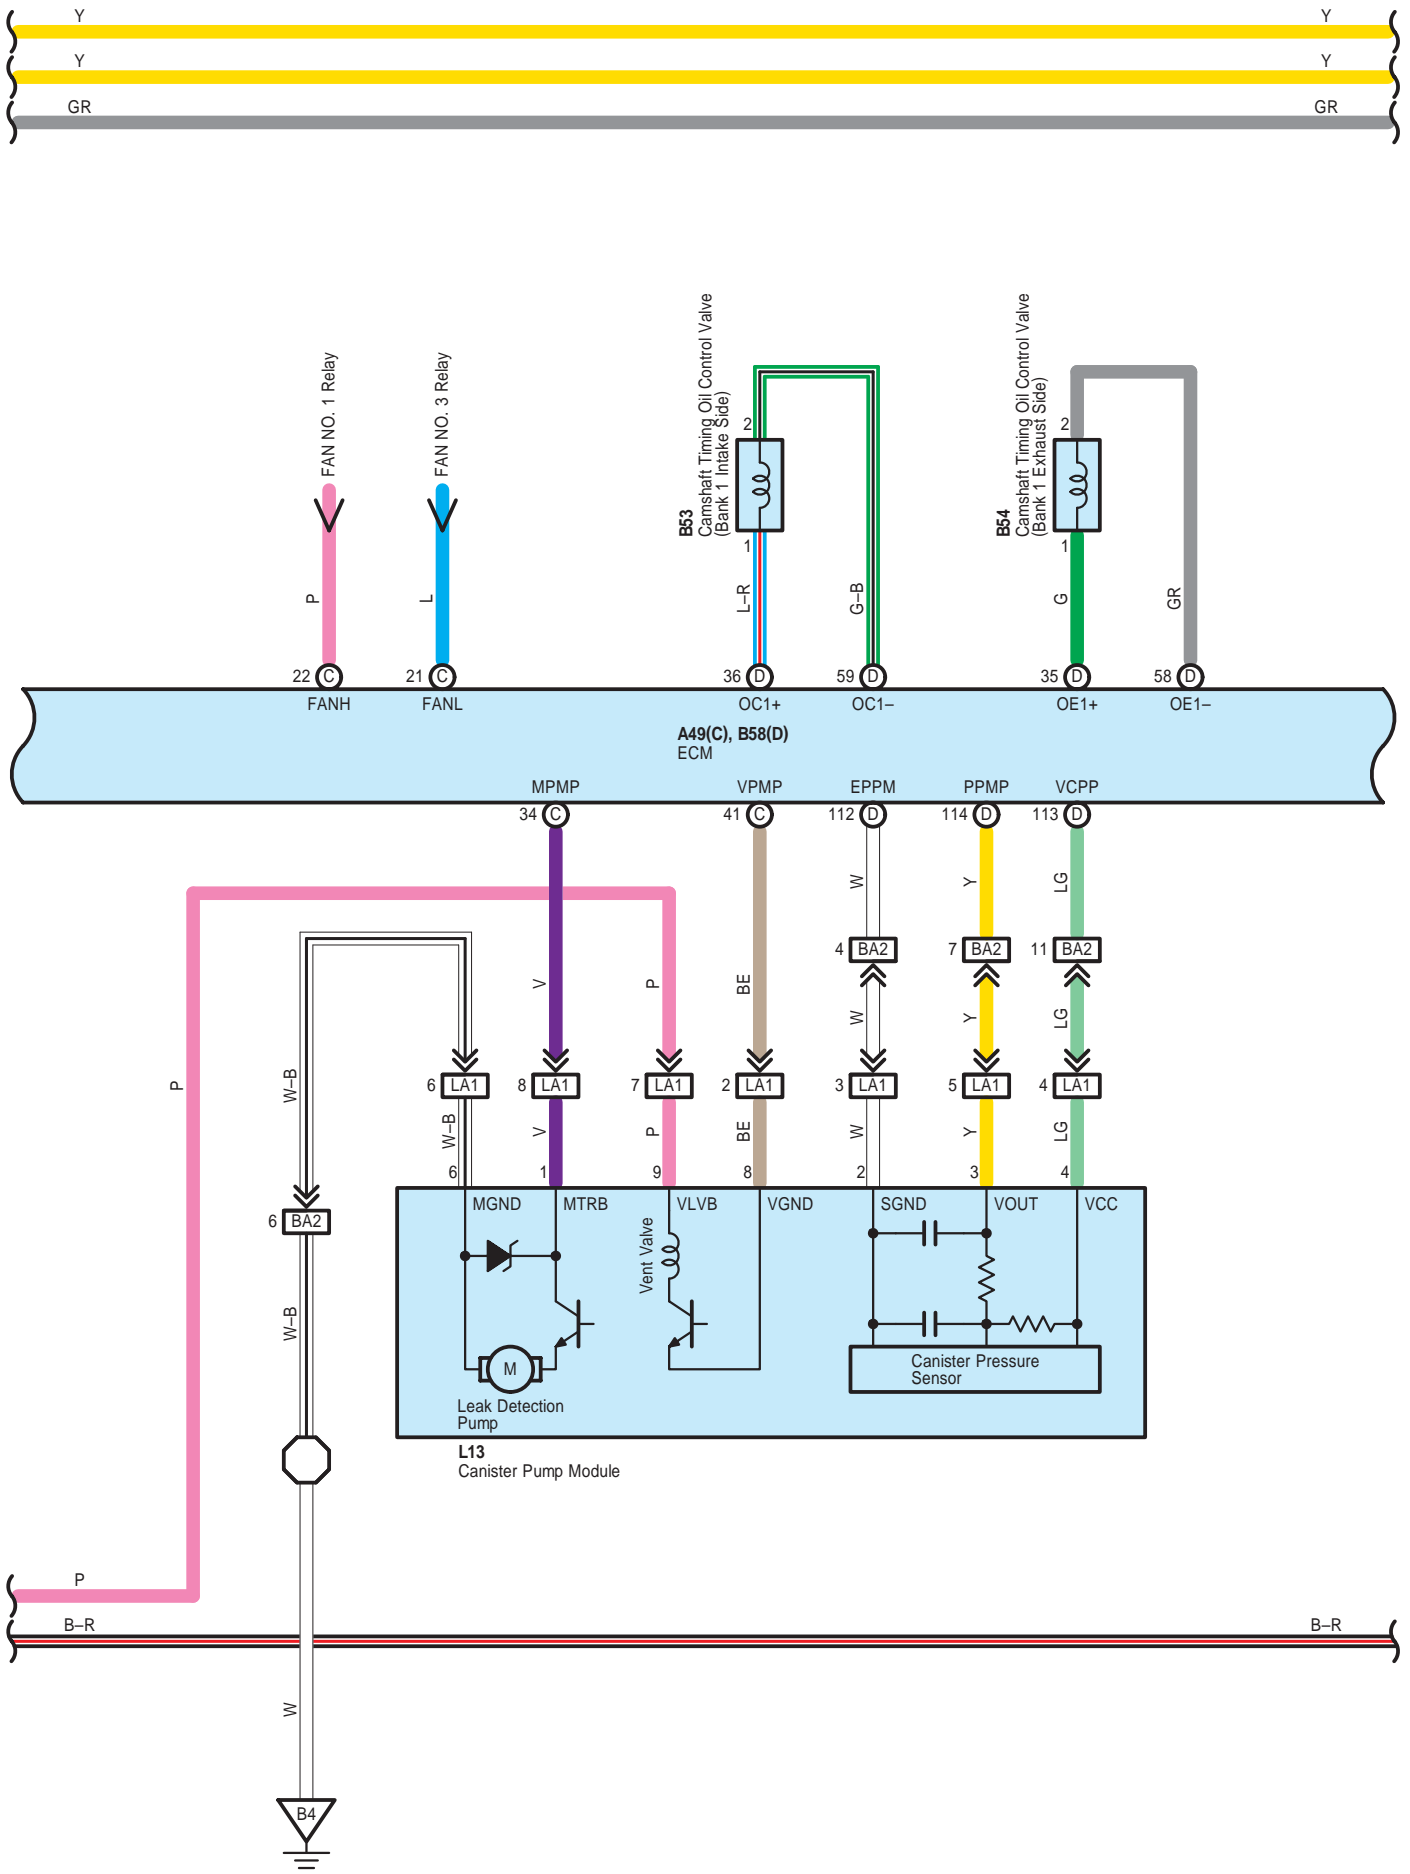 Y Y
Y Y
GR GR
FAN NO. 1 Relay
FAN NO. 3 Relay
B53
Camshaft Timing Oil Control Valve
(Bank 1 Intake Side)
B54
Camshaft Timing Oil Control Valve
(Bank 1 Exhaust Side)
2 2
1 1
P L L–R G–B G GR
22 C 21 C 36 D 59 D 35 D 58 D
FANH FANL OC1+ OC1– OE1+ OE1–
A49(C), B58(D)
ECM
MPMP VPMP EPPM PPMP VCPP
34 C 41 C 112 D 114 D 113 D
W Y LG
4 BA2 7 BA2 11 BA2
V P BE W Y LG
P W–B
6 LA1 8 LA1 7 LA1 2 LA1 3 LA1 5 LA1 4 LA1
W–B V P BE W Y LG
6 1 9 8 2 3 4
MGND MTRB VLVB VGND SGND VOUT VCC
6 BA2
Vent Valve
W–B
M
Canister Pressure
Sensor
Leak Detection
Pump
L13
Canister Pump Module
P
B–R B–R
W
B4